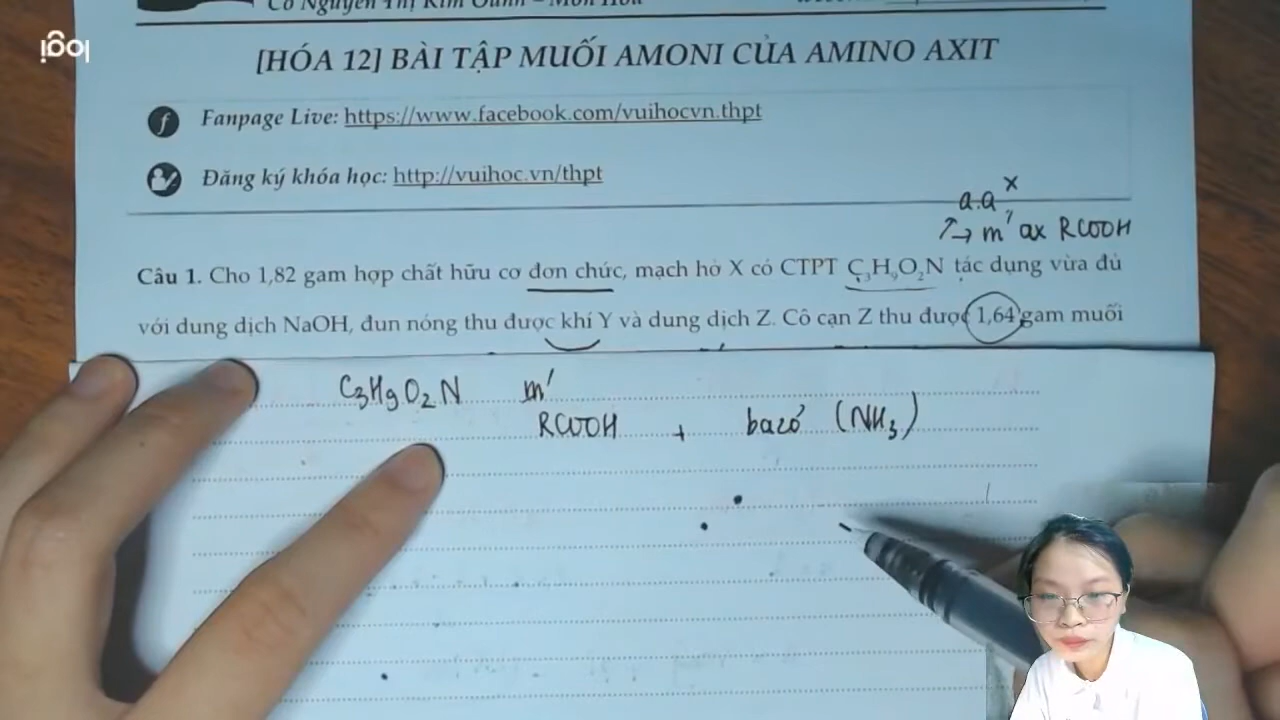 Cô Nguyễn Thị Kim Oanh – Môn Hóa
logi
[HÓA 12] BÀI TẬP MUỐI AMONI CỦA AMINO AXIT
Fanpage Live: https://www.facebook.com/vuihocvn.thpt
Đăng ký khóa học: http://vuihoc.vn/thpt
a.a x
m' ax RCOOH
Câu 1. Cho 1,82 gam hợp chất hữu cơ đơn chức, mạch hở X có CTPT C₃H₉O₂N tác dụng vừa đủ
với dung dịch NaOH, đun nóng thu được khí Y và dung dịch Z. Cô cạn Z thu được 1,64 gam muối
C₃H₉O₂N m'
RCOOH + bazơ (NH₃)